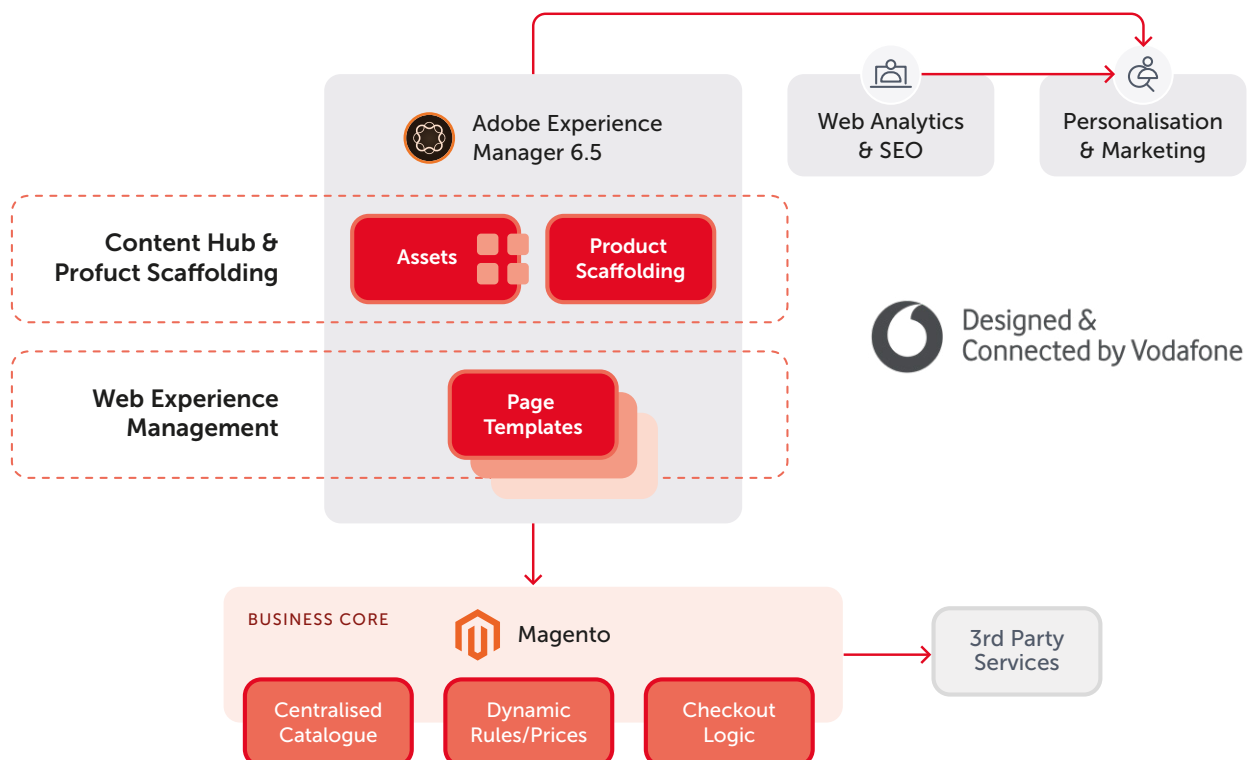 Adobe Experience
Manager 6.5
Web Analytics
& SEO
Personalisation
& Marketing
Content Hub &
Profuct Scaffolding
Assets
Product
Scaffolding
Designed &
Connected by Vodafone
Web Experience
Management
Page
Templates
BUSINESS CORE
Magento
3rd Party
Services
Centralised
Catalogue
Dynamic
Rules/Prices
Checkout
Logic